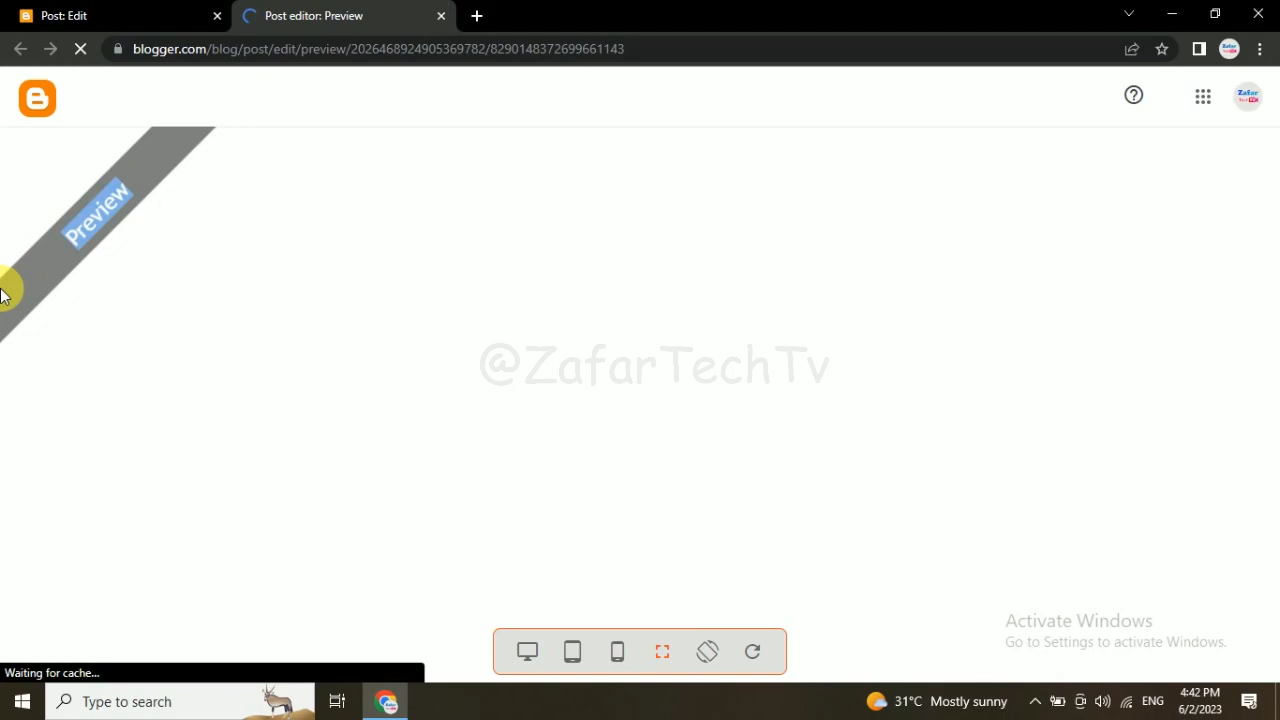 Post: Edit
Post editor: Preview
blogger.com/blog/post/edit/preview/2026468924905369782/8290148372699661143
Zafar
Preview
@ZafarTechTv
Activate Windows
Go to Settings to activate Windows.
Waiting for cache...
Type to search
31°C Mostly sunny
ENG
4:42 PM
6/2/2023